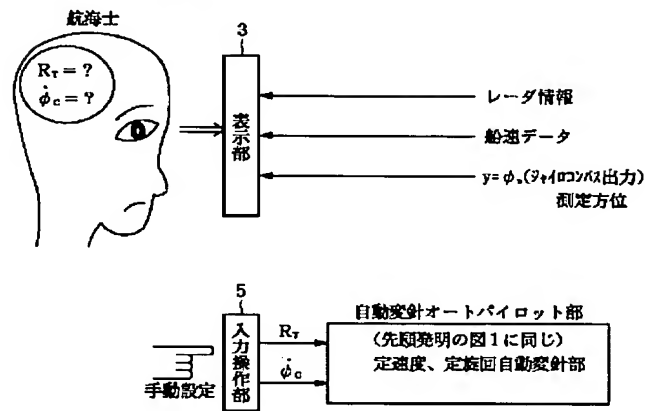 航海士
R_T = ?
φ̇_C = ?
3
表示部
レーダ情報
船速データ
y=φ_s(ジャイロコンパス出力)
測定方位
5
入力操作部
手動設定
R_T
φ̇_C
自動変針オートパイロット部
(先願発明の図1に同じ)
定速度、定旋回自動変針部